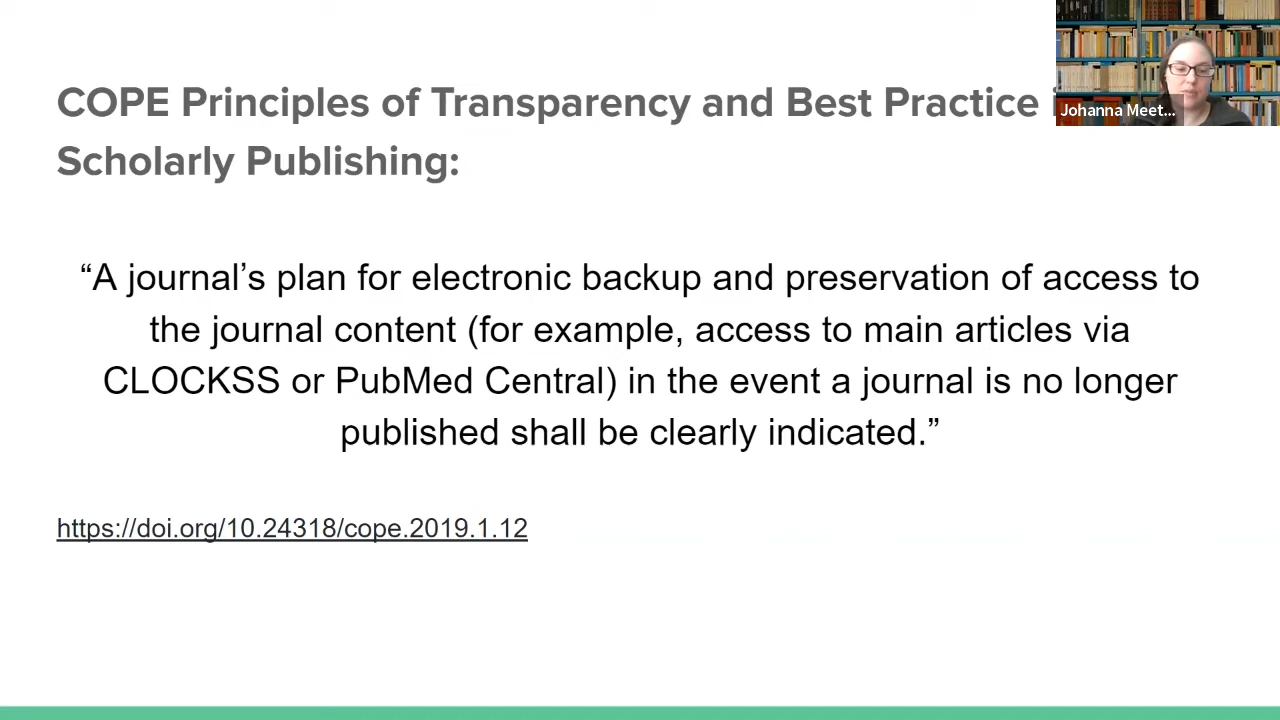 COPE Principles of Transparency and Best Practice
Scholarly Publishing:
Johanna Meet...
“A journal’s plan for electronic backup and preservation of access to
the journal content (for example, access to main articles via
CLOCKSS or PubMed Central) in the event a journal is no longer
published shall be clearly indicated.”
https://doi.org/10.24318/cope.2019.1.12